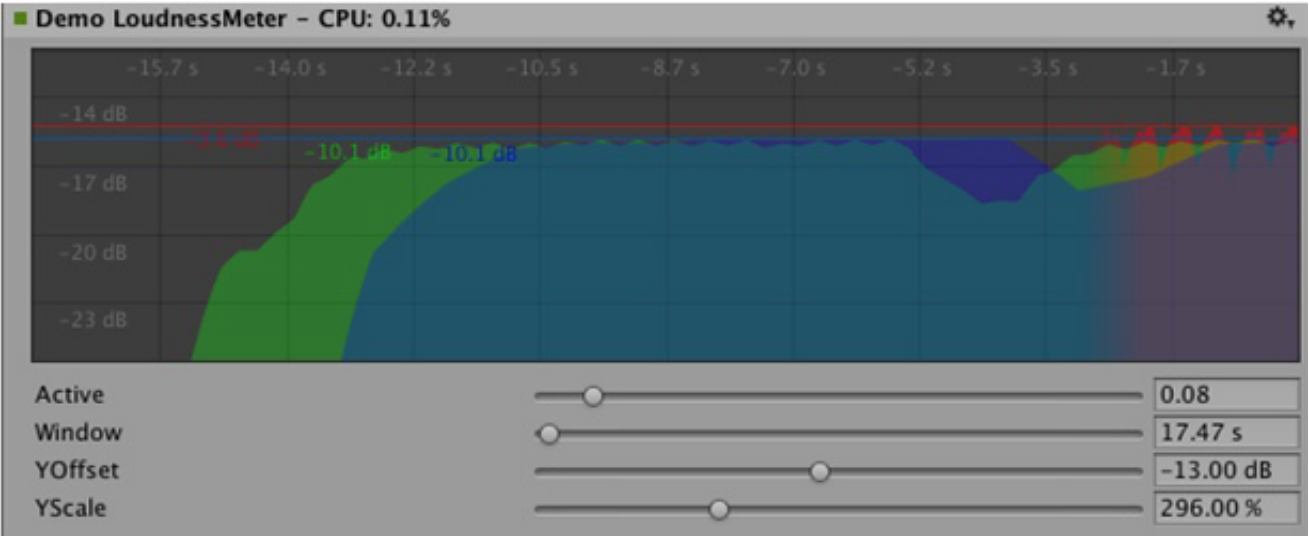 Demo LoudnessMeter – CPU: 0.11%
-15.7 s -14.0 s -12.2 s -10.5 s -8.7 s -7.0 s -5.2 s -3.5 s -1.7 s
-14 dB
-10.1 dB -10.1 dB
-17 dB
-20 dB
-23 dB
Active 0.08
Window 17.47 s
YOffset -13.00 dB
YScale 296.00 %